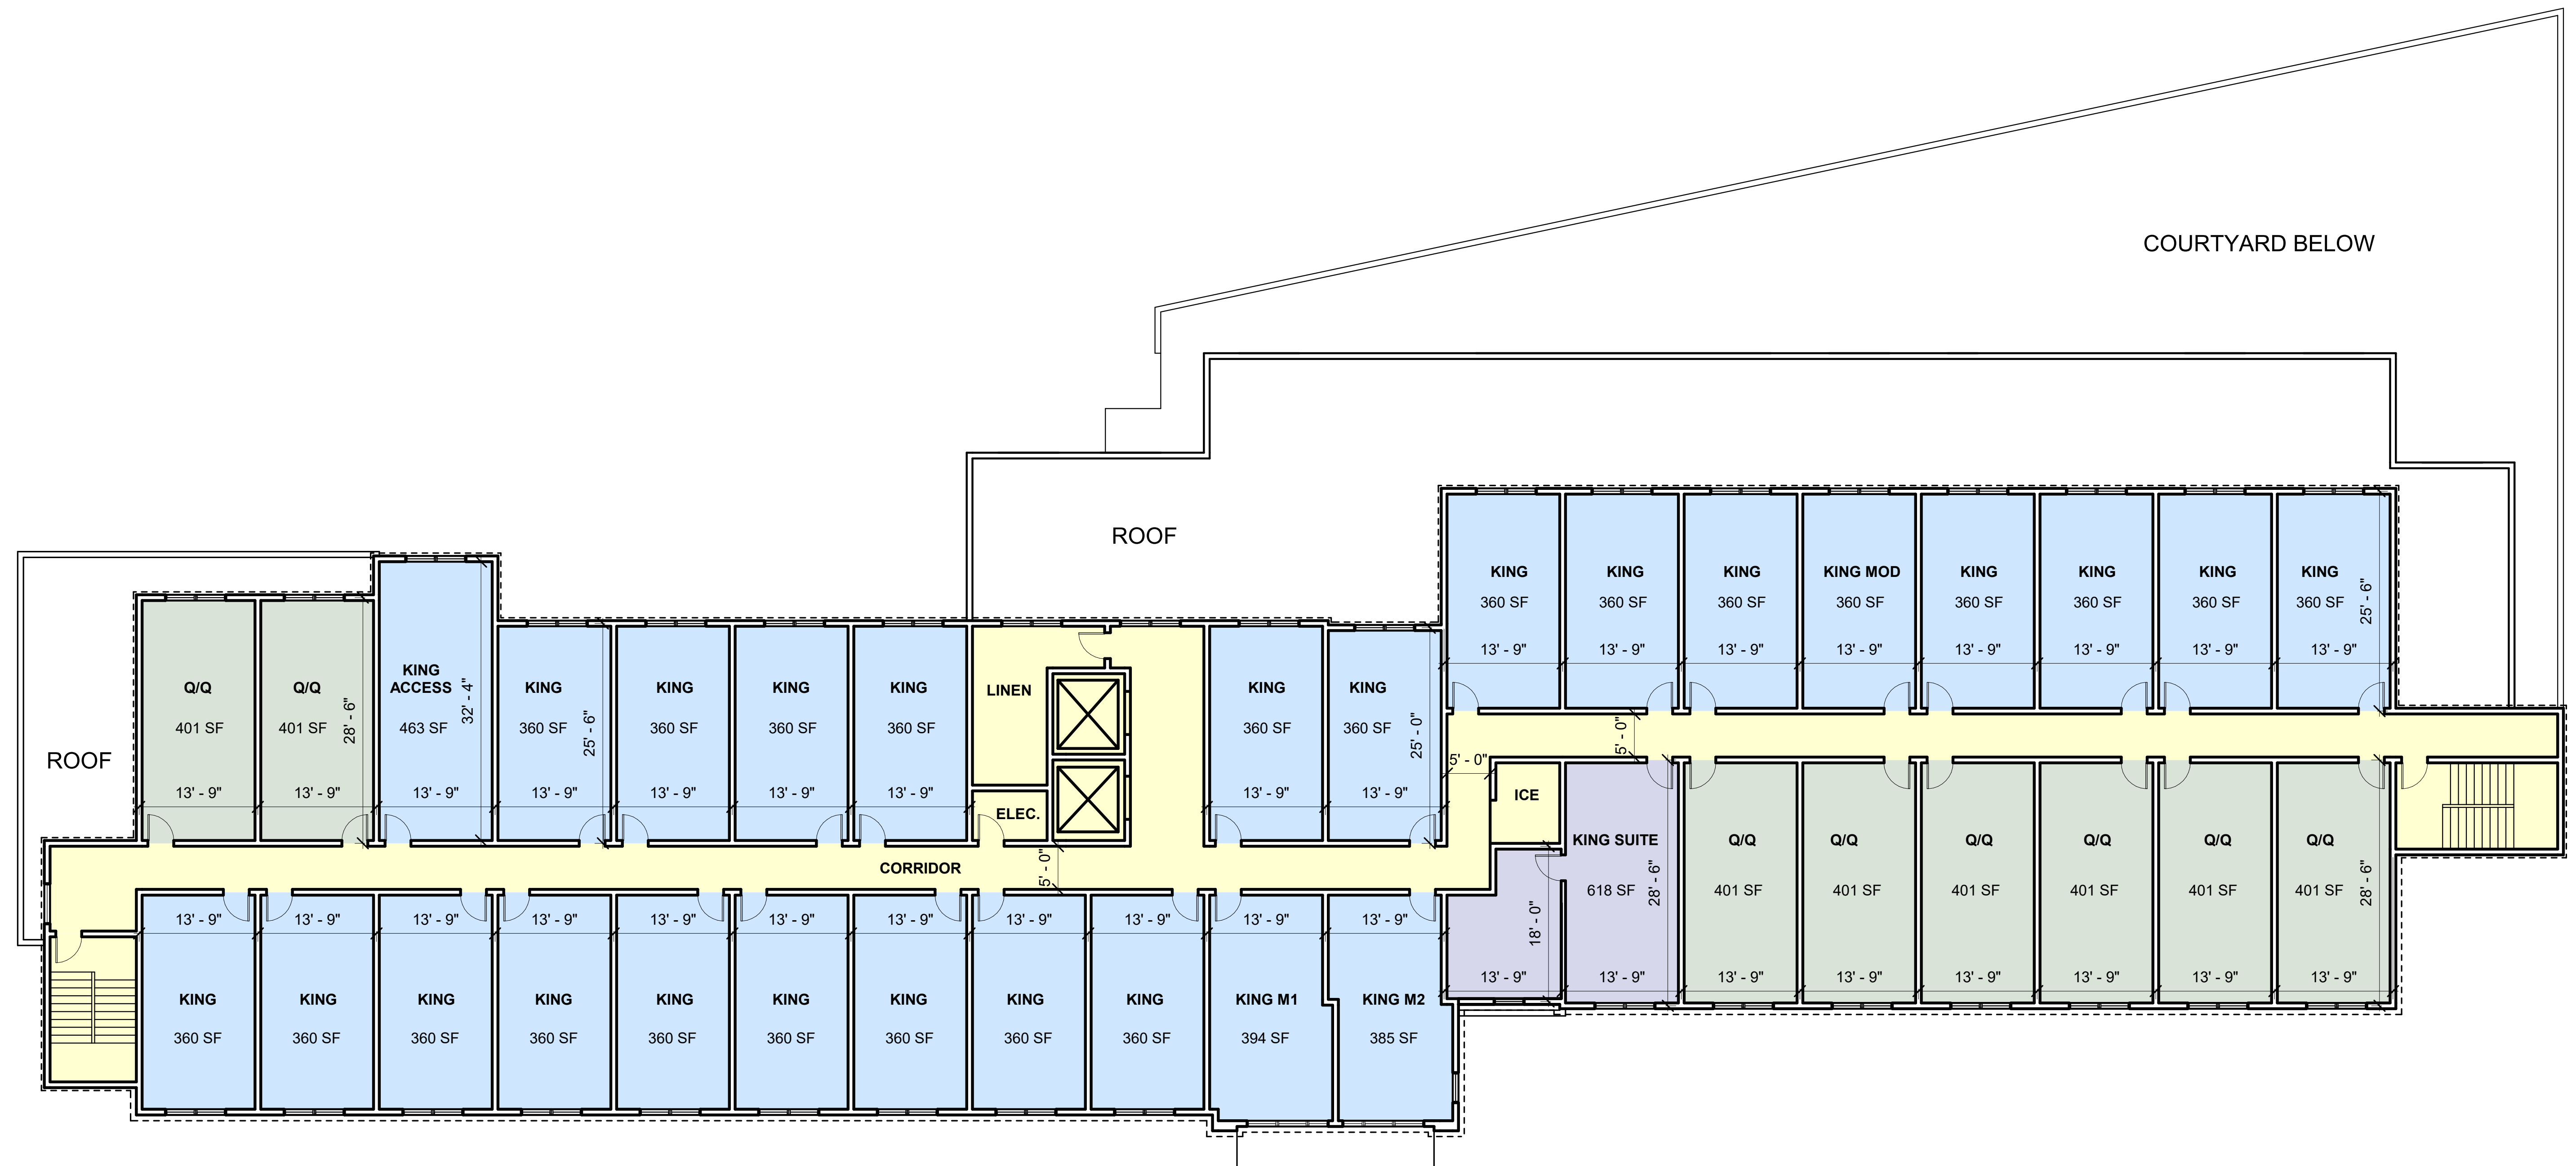 COURTYARD BELOW
ROOF
KING
360 SF
13' - 9"
KING
360 SF
13' - 9"
KING
360 SF
13' - 9"
KING MOD
360 SF
13' - 9"
KING
360 SF
13' - 9"
KING
360 SF
13' - 9"
KING
360 SF
13' - 9"
KING
360 SF
13' - 9"
25' - 6"
ROOF
Q/Q
401 SF
13' - 9"
Q/Q
401 SF
13' - 9"
28' - 6"
KING
ACCESS
463 SF
13' - 9"
32' - 4"
KING
360 SF
13' - 9"
25' - 6"
KING
360 SF
13' - 9"
KING
360 SF
13' - 9"
KING
360 SF
13' - 9"
LINEN
ELEC.
KING
360 SF
13' - 9"
KING
360 SF
13' - 9"
25' - 0"
5' - 0"
5' - 0"
ICE
CORRIDOR
5' - 0"
KING SUITE
618 SF
28' - 6"
18' - 0"
13' - 9"
13' - 9"
Q/Q
401 SF
13' - 9"
Q/Q
401 SF
13' - 9"
Q/Q
401 SF
13' - 9"
Q/Q
401 SF
13' - 9"
Q/Q
401 SF
13' - 9"
Q/Q
401 SF
13' - 9"
28' - 6"
13' - 9"
KING
360 SF
13' - 9"
KING
360 SF
13' - 9"
KING
360 SF
13' - 9"
KING
360 SF
13' - 9"
KING
360 SF
13' - 9"
KING
360 SF
13' - 9"
KING
360 SF
13' - 9"
KING
360 SF
13' - 9"
KING
360 SF
13' - 9"
KING M1
394 SF
13' - 9"
KING M2
385 SF